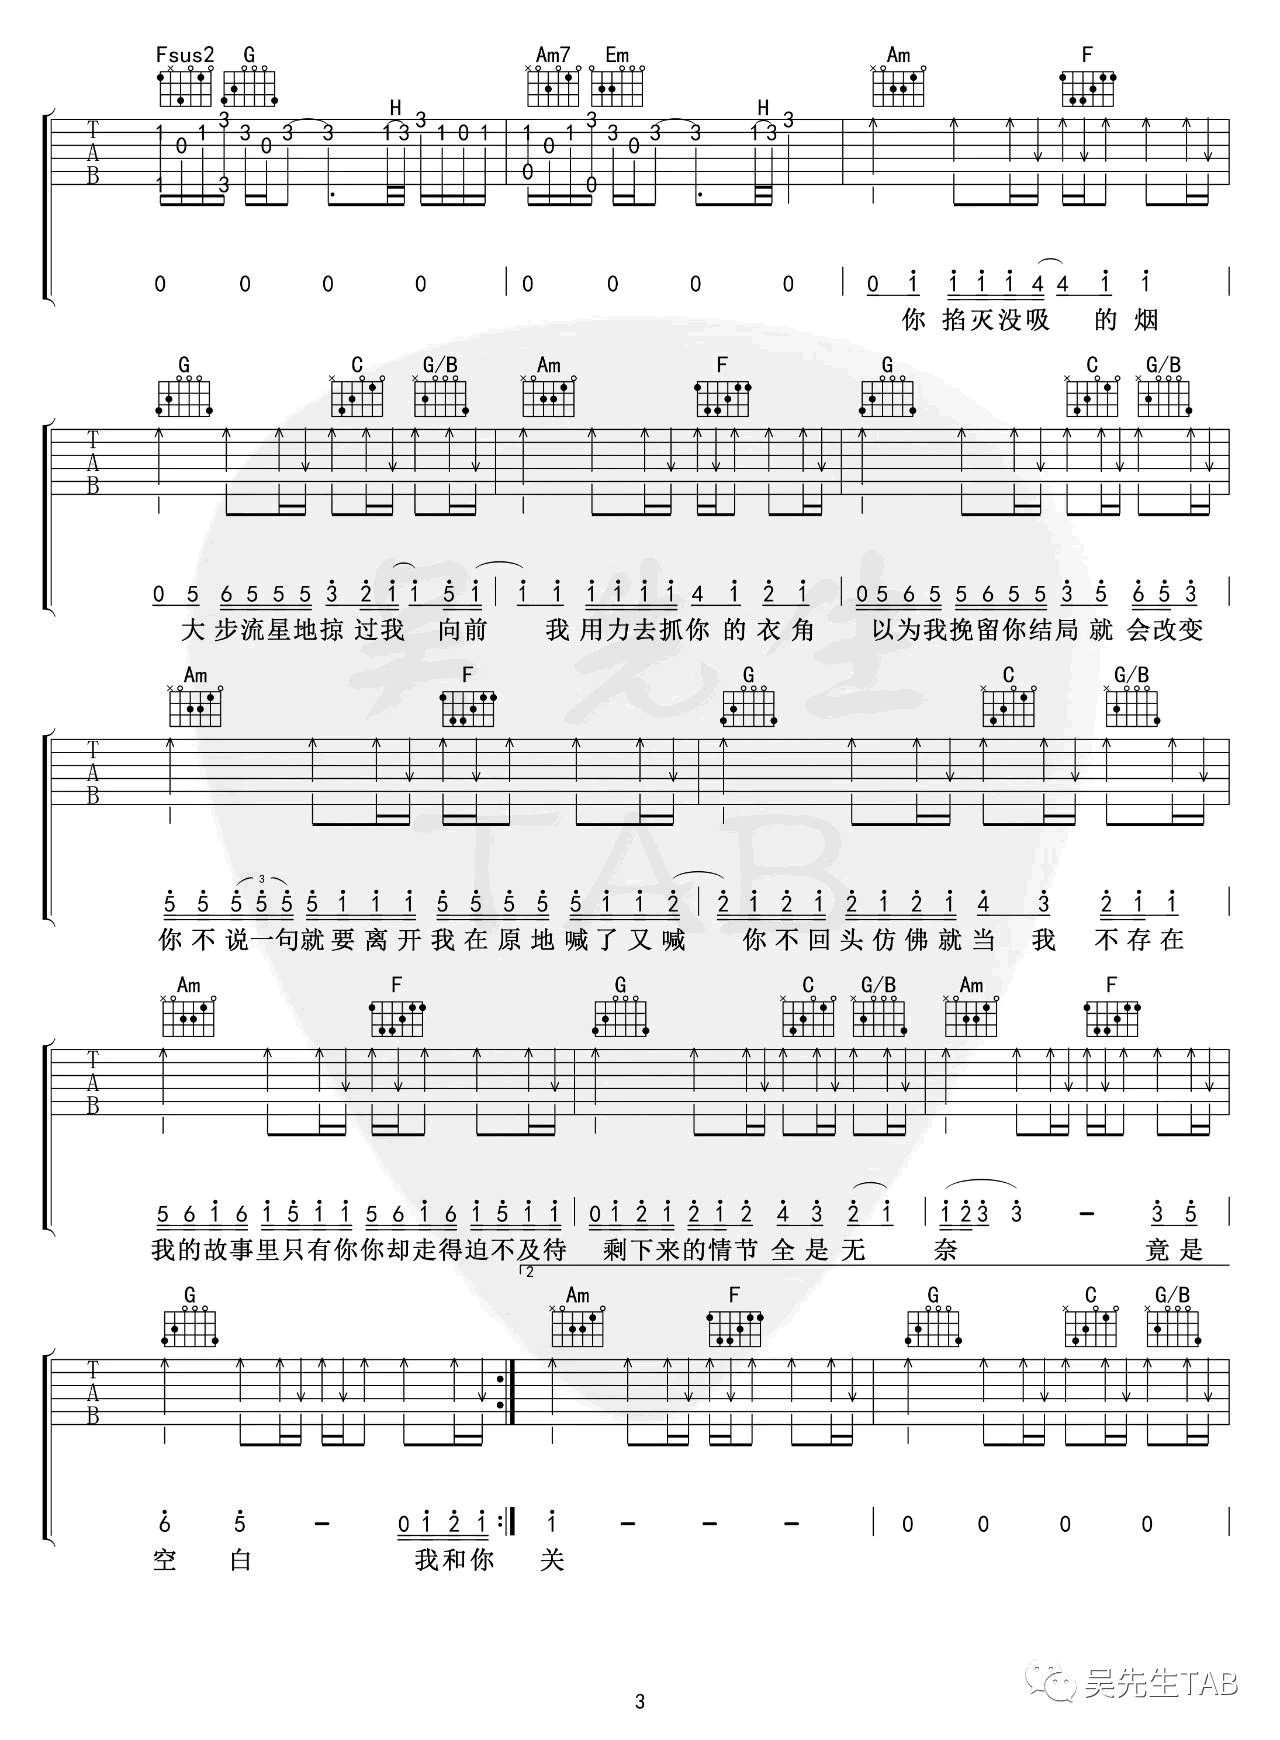 Fsus2 G Am7 Em Am F
H H
T 1 0 1 3 3 0 3 3 1 3 3 1 0 1 1 0 1 3 3 0 3 3 1 3 3
A
B 1 3 0 0
0 0 0 0 0 0 0 0 0 1 1 1 1 4 4 1 1
你 掐灭没吸 的 烟
G C G/B Am F G C G/B
T
A
B
0 5 6 5 5 5 3 2 1 1 5 1 1 1 1 1 1 1 4 1 2 1 0 5 6 5 5 6 5 5 3 5 6 5 3
大 步流星地掠 过我 向前 我 用力去抓你 的 衣 角 以为我挽留你结局 就 会改变
Am F G C G/B
T
A
B
3
5 5 5 5 5 5 1 1 1 5 5 5 5 5 1 1 2 2 1 2 1 2 1 2 1 4 3 2 1 1
你 不 说一句就 要 离 开 我 在 原 地 喊 了 又 喊 你 不 回 头 仿 佛 就 当 我 不 存 在
Am F G C G/B Am F
T
A
B
5 6 1 6 1 5 1 1 5 6 1 6 1 5 1 1 0 1 2 1 2 1 2 4 3 2 1 1 2 3 3 – 3 5
我的故事里只有你你却走得迫不及待 剩下来的情节 全 是 无 奈 竟 是
2
G Am F G C G/B
T
A
B
6 5 – 0 1 2 1 1 – – – 0 0 0 0
空 白 我和你 关
3
吴先生TAB
吴先生
TAB